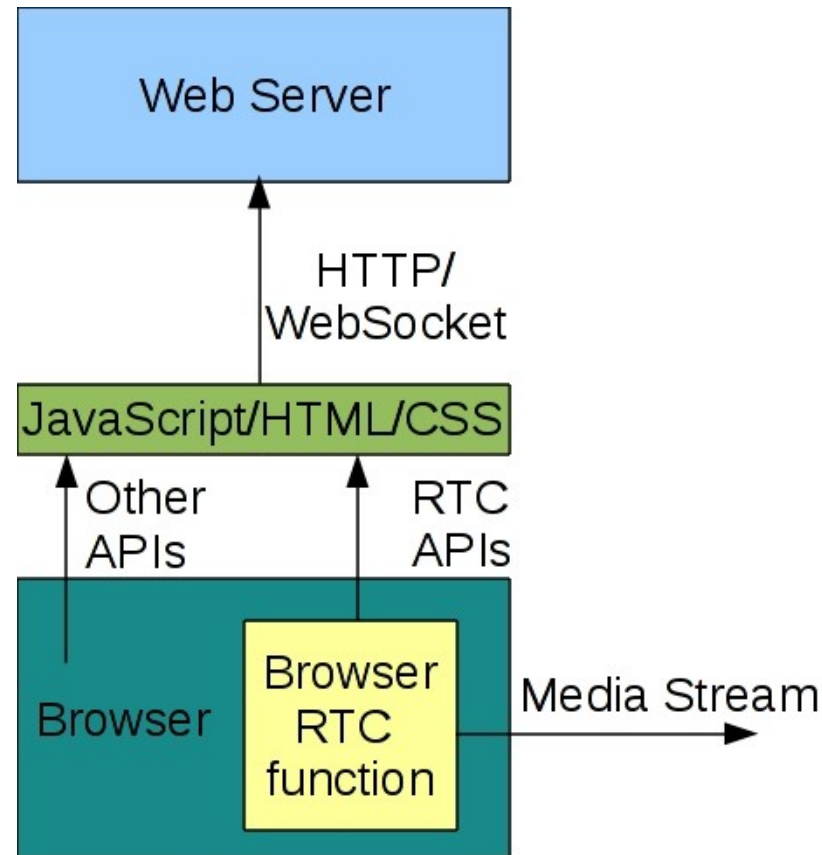 Web Server
HTTP/
WebSocket
JavaScript/HTML/CSS
Other
APIs
RTC
APIs
Browser
Browser
RTC
function
Media Stream